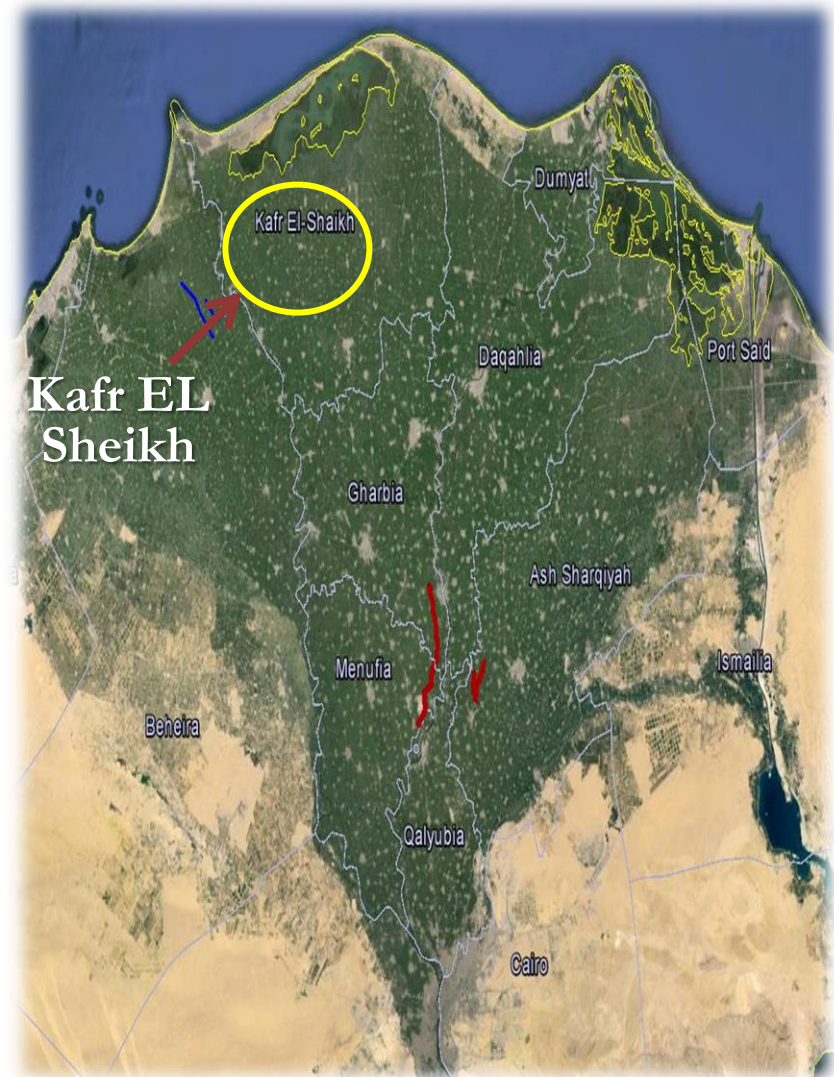 Dumyat
Kafr El-Shaikh
Daqahlia
Port Said
Kafr EL
Sheikh
Gharbia
Ash Sharqiyah
Menufia
Ismailia
Beheira
Qalyubia
Cairo